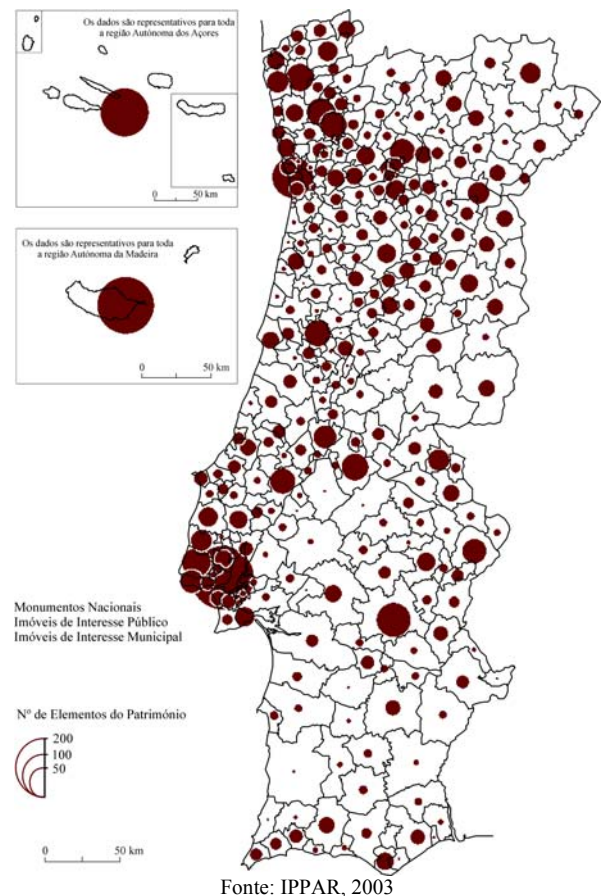 Os dados são representativos para toda
a região Autónoma dos Açores
0 50 km
Os dados são representativos para toda
a região Autónoma da Madeira
0 50 km
Monumentos Nacionais
Imóveis de Interesse Público
Imóveis de Interesse Municipal
Nº de Elementos do Património
200
100
50
0 50 km
Fonte: IPPAR, 2003